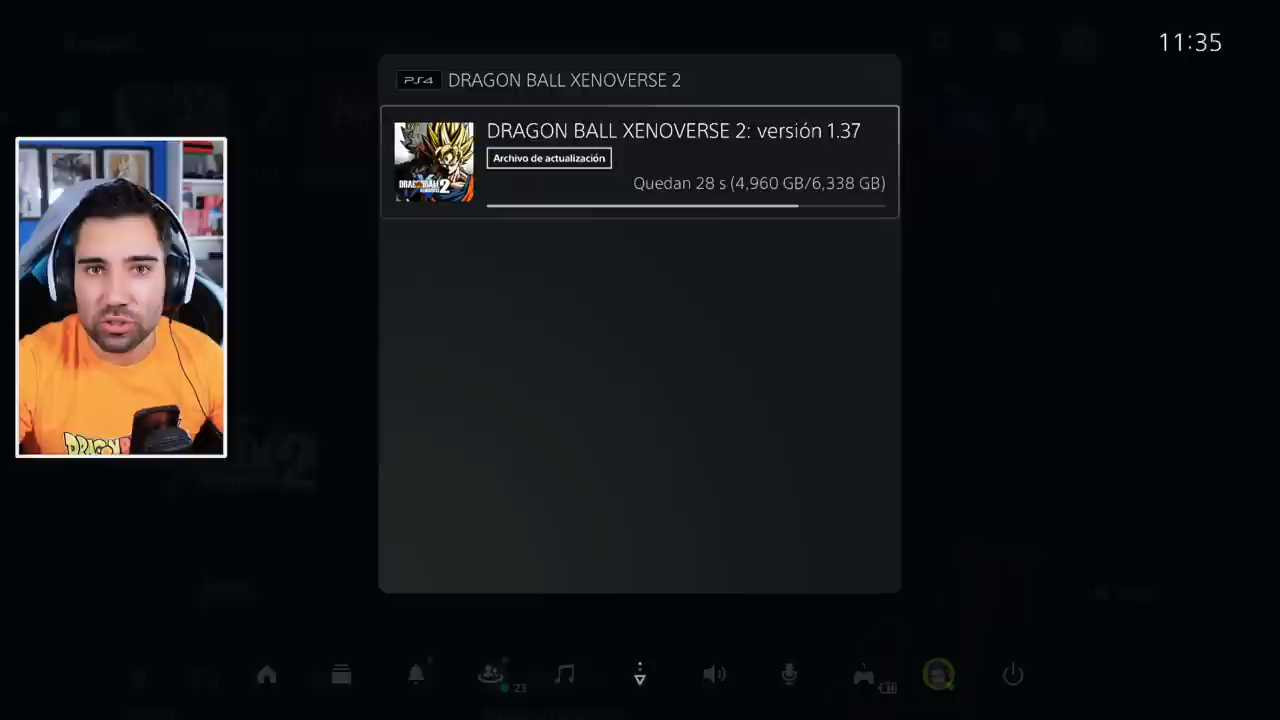 11:35
PS4 DRAGON BALL XENOVERSE 2
DRAGON BALL XENOVERSE 2: versión 1.37
Archivo de actualización
Quedan 28 s (4,960 GB/6,338 GB)
23